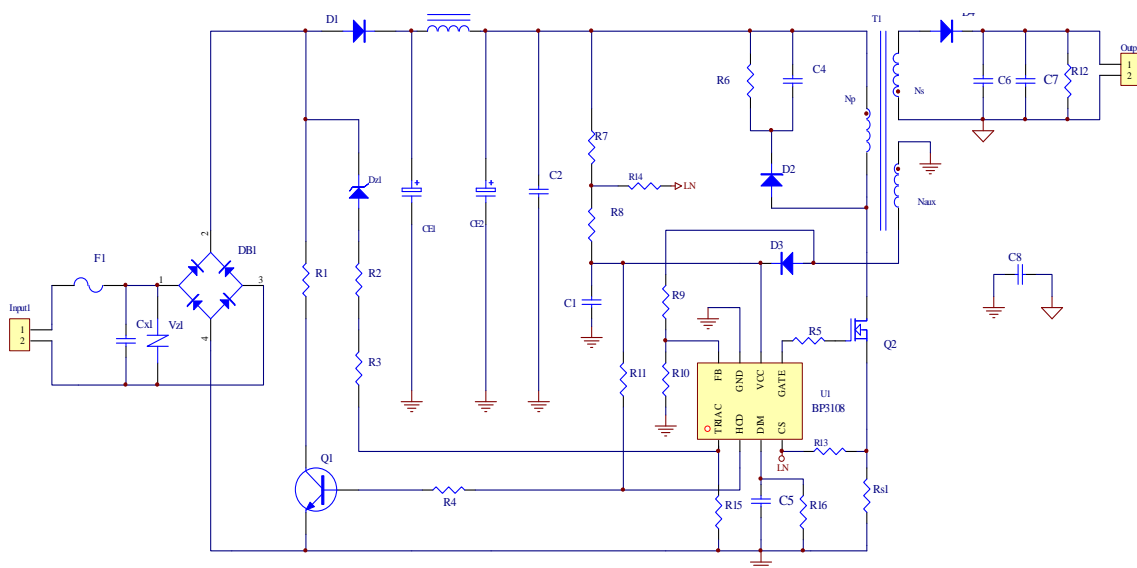 D1
T1
Output
1
2
R6
C4
Np
Ns
C6
C7
R12
R7
Dz1
R14
LN
C2
D2
R8
CE1
CE2
Naux
2
DB1
D3
C8
F1
1
3
R1
R2
R9
C1
Input1
1
2
Cx1
Vz1
4
R5
Q2
R3
R11
R10
FB
GND
VCC
GATE
U1
BP3108
TRIAC
HCD
DIM
CS
R13
LN
Q1
R4
R15
C5
R16
Rs1